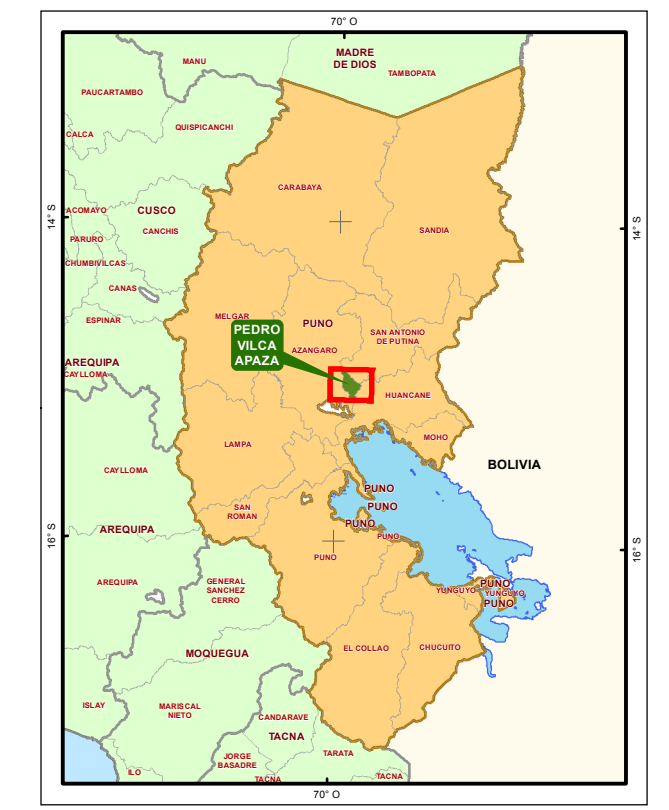 70° O
MADRE
DE DIOS
MANU
TAMBOPATA
PAUCARTAMBO
QUISPICANCHI
CALCA
CARABAYA
14° S
14° S
ACOMAYO
CUSCO
CANCHIS
SANDIA
PARURO
CHUMBIVILCAS
CANAS
ESPINAR
MELGAR
PUNO
PEDRO
VILCA
APAZA
SAN ANTONIO
DE PUTINA
AZANGARO
AREQUIPA
CAYLLOMA
HUANCANE
LAMPA
MOHO
BOLIVIA
CAYLLOMA
PUNO
SAN
ROMAN
PUNO
PUNO
AREQUIPA
PUNO
16° S
16° S
PUNO
AREQUIPA
GENERAL
SANCHEZ
CERRO
PUNO
YUNGUYO
YUNGUYO
PUNO
EL COLLAO
CHUCUITO
MOQUEGUA
ISLAY
MARISCAL
NIETO
CANDARAVE
TACNA
JORGE
BASADRE
TARATA
ILO
TACNA
TACNA
70° O